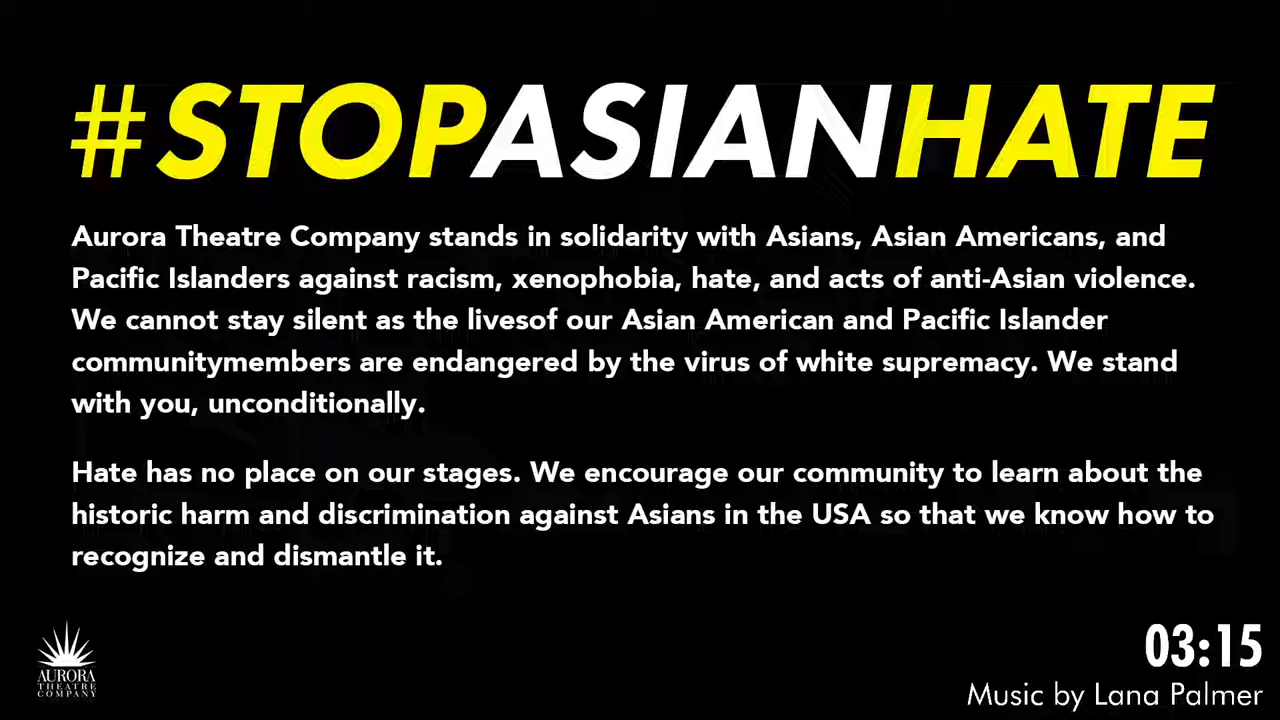 #STOPASIANHATE
Aurora Theatre Company stands in solidarity with Asians, Asian Americans, and
Pacific Islanders against racism, xenophobia, hate, and acts of anti-Asian violence.
We cannot stay silent as the livesof our Asian American and Pacific Islander
communitymembers are endangered by the virus of white supremacy. We stand
with you, unconditionally.
Hate has no place on our stages. We encourage our community to learn about the
historic harm and discrimination against Asians in the USA so that we know how to
recognize and dismantle it.
AURORA
THEATRE
COMPANY
03:15
Music by Lana Palmer